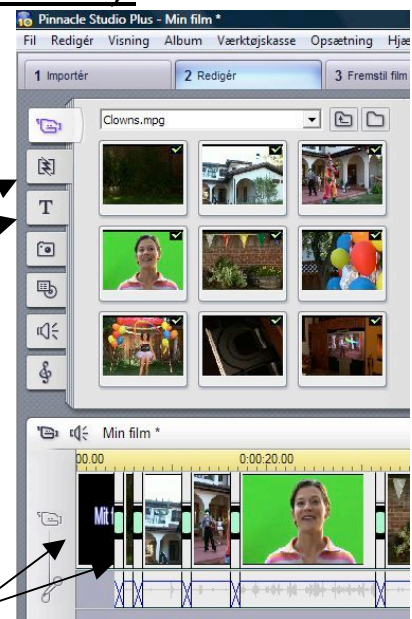 Pinnacle Studio Plus - Min film *
Fil Redigér Visning Album Værktøjskasse Opsætning
1 Importér 2 Redigér 3 Fremstil film
Clowns.mpg
T
Min film *
00.00 0:00:20.00
Mit